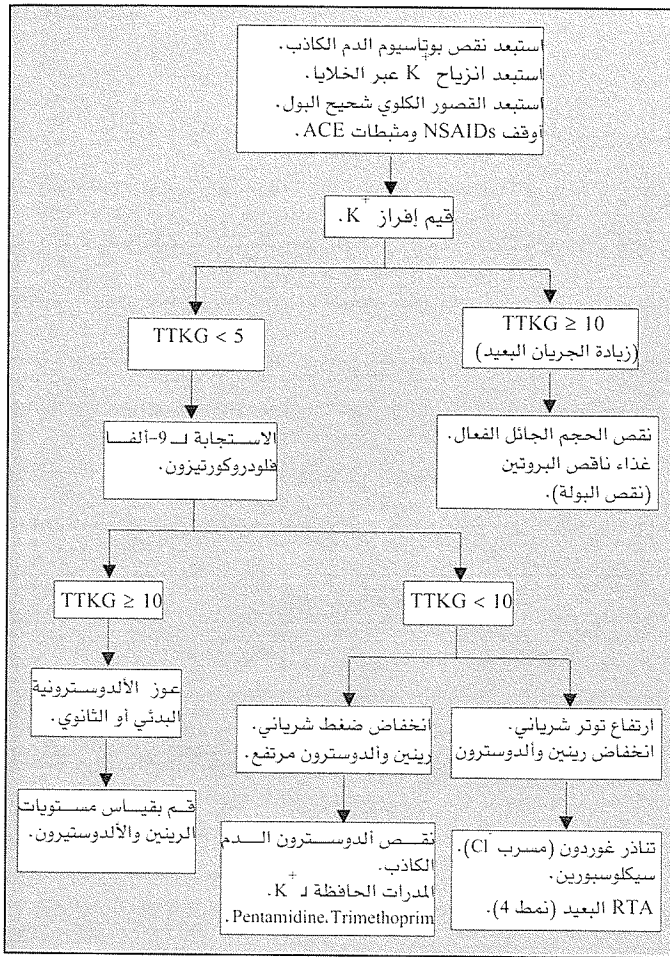 استبعد نقص بوتاسيوم الدم الكاذب.
استبعد انزياح K+ عبر الخلايا.
استبعد القصور الكلوي شحيح البول.
أوقف NSAIDs ومثبطات ACE.
قيم إفراز K+.
TTKG < 5
TTKG ≥ 10
(زيادة الجريان البعيد)
الاستجابة لـ 9-ألفا
فلودروكورتيزون.
نقص الحجم الجائل الفعال.
غذاء ناقص البروتين
(نقص البولة).
TTKG ≥ 10
TTKG < 10
عوز الألدوسترونية
البدئي أو الثانوي.
انخفاض ضغط شرياني.
رينين وألدوسترون مرتفع.
ارتفاع توتر شرياني.
انخفاض رينين وألدوسترون
قم بقياس مستويات
الرينين والألدوستيرون.
نقص ألدوسترون الدم
الكاذب.
المدرات الحافظة لـ K+.
Pentamidine، Trimethoprim.
تناذر غوردون (مسرب Cl-).
سيكلوسبورين.
RTA البعيد (نمط 4).